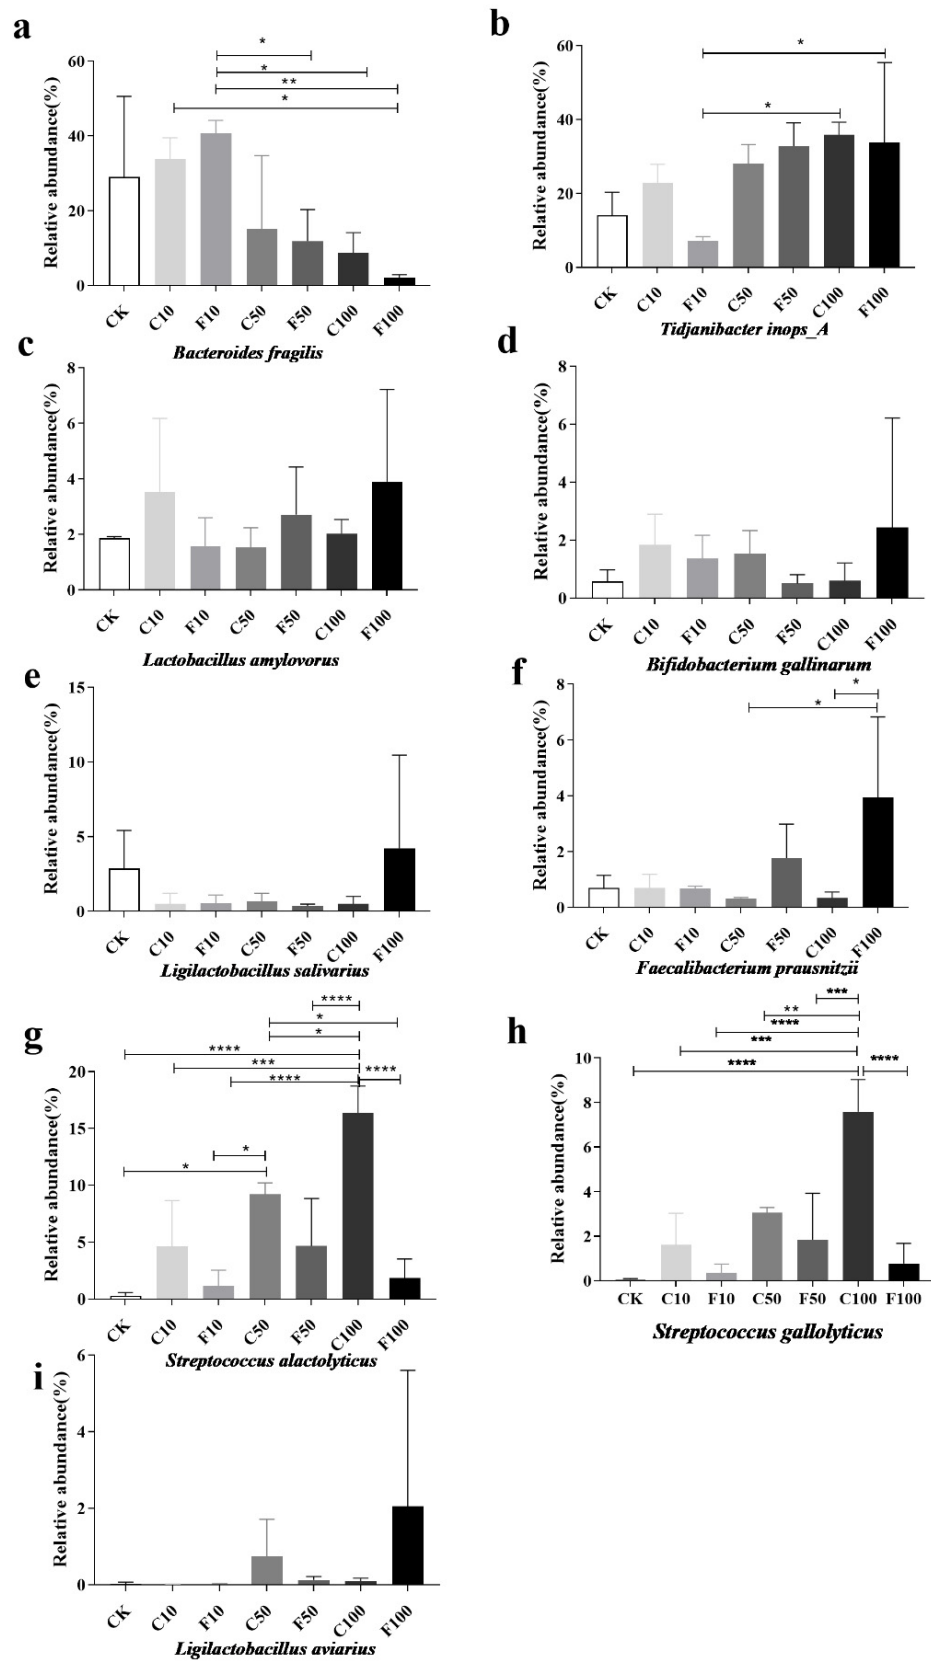 a
*
*
**
*
Relative abundance(%)
60
40
20
0
CK C10 F10 C50 F50 C100 F100
Bacteroides fragilis
b
*
*
Relative abundance(%)
60
40
20
0
CK C10 F10 C50 F50 C100 F100
Tidjanibacter inops_A
c
Relative abundance(%)
8
6
4
2
0
CK C10 F10 C50 F50 C100 F100
Lactobacillus amylovorus
d
Relative abundance(%)
8
6
4
2
0
CK C10 F10 C50 F50 C100 F100
Bifidobacterium gallinarum
e
Relative abundance(%)
15
10
5
0
CK C10 F10 C50 F50 C100 F100
Ligilactobacillus salivarius
f
*
*
Relative abundance(%)
8
6
4
2
0
CK C10 F10 C50 F50 C100 F100
Faecalibacterium prausnitzii
g
****
*
*
****
***
****
****
*
*
Relative abundance(%)
20
15
10
5
0
CK C10 F10 C50 F50 C100 F100
Streptococcus alactolyticus
h
***
**
****
***
****
****
Relative abundance(%)
10
8
6
4
2
0
CK C10 F10 C50 F50 C100 F100
Streptococcus gallolyticus
i
Relative abundance(%)
6
4
2
0
CK C10 F10 C50 F50 C100 F100
Ligilactobacillus aviarius